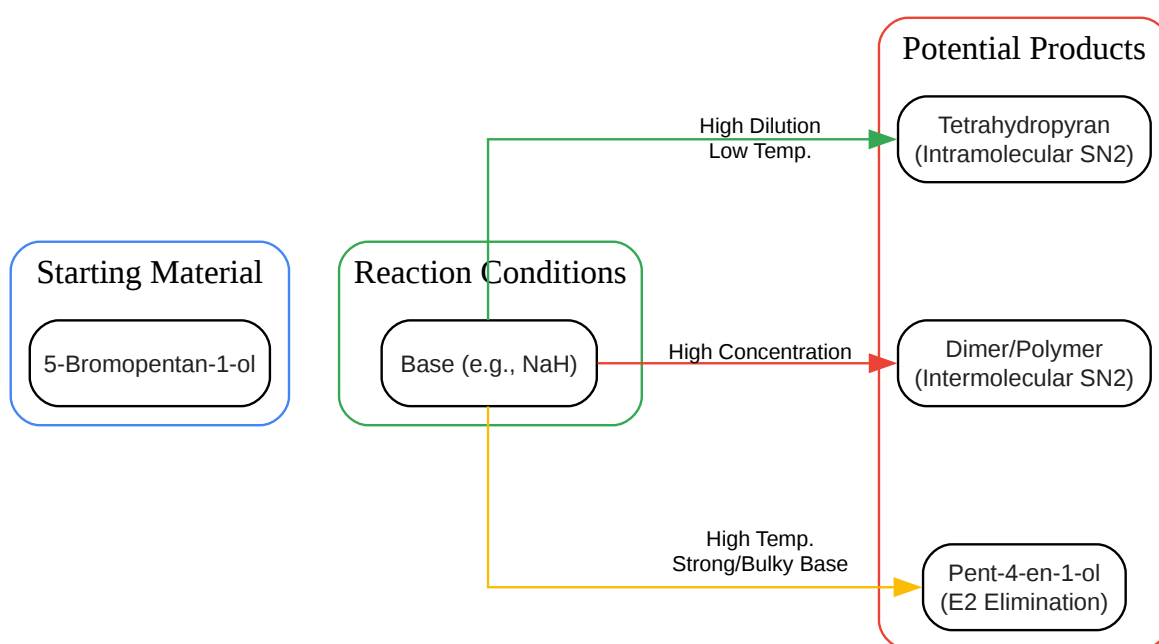 Potential Products
High Dilution
Low Temp.
Tetrahydropyran
(Intramolecular SN2)
Starting Material
Reaction Conditions
5-Bromopentan-1-ol
Base (e.g., NaH)
High Concentration
Dimer/Polymer
(Intermolecular SN2)
High Temp.
Strong/Bulky Base
Pent-4-en-1-ol
(E2 Elimination)